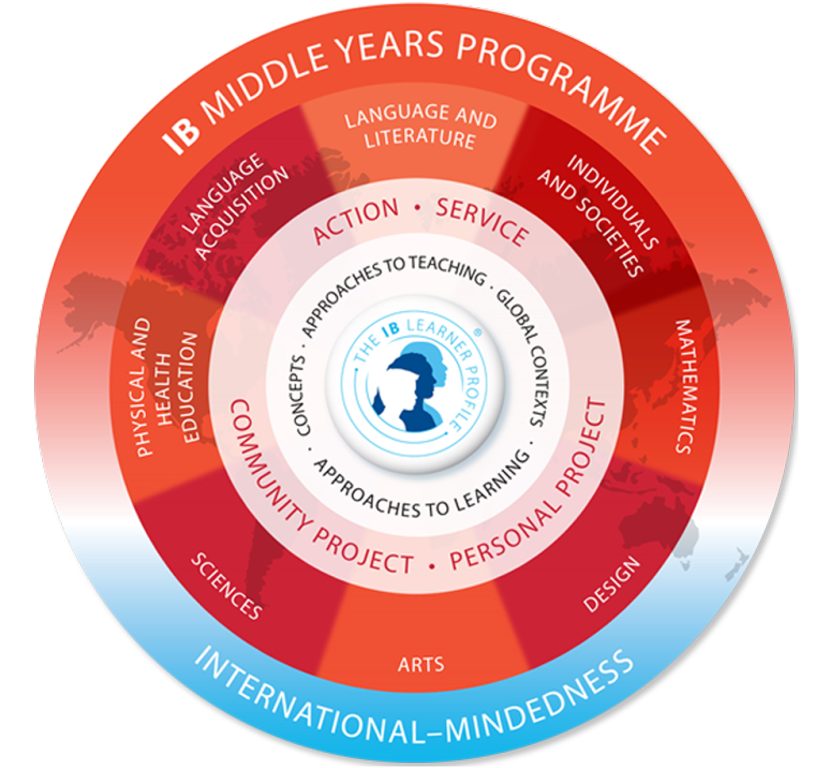 IB MIDDLE YEARS PROGRAMME
LANGUAGE AND
LITERATURE
INDIVIDUALS
AND SOCIETIES
MATHEMATICS
DESIGN
ARTS
SCIENCES
PHYSICAL AND
HEALTH
EDUCATION
LANGUAGE
ACQUISITION
ACTION • SERVICE
COMMUNITY PROJECT • PERSONAL PROJECT
CONCEPTS · APPROACHES TO TEACHING · GLOBAL CONTEXTS ·
APPROACHES TO LEARNING ·
• THE IB LEARNER PROFILE • ®
INTERNATIONAL–MINDEDNESS